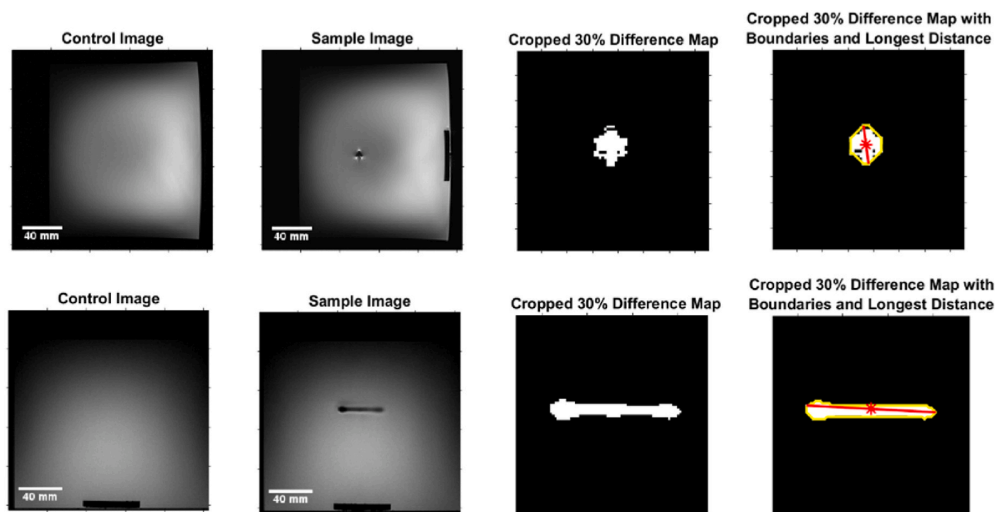 Control Image
Sample Image
Cropped 30% Difference Map
Cropped 30% Difference Map with
Boundaries and Longest Distance
40 mm
40 mm
Control Image
Sample Image
Cropped 30% Difference Map
Cropped 30% Difference Map with
Boundaries and Longest Distance
40 mm
40 mm